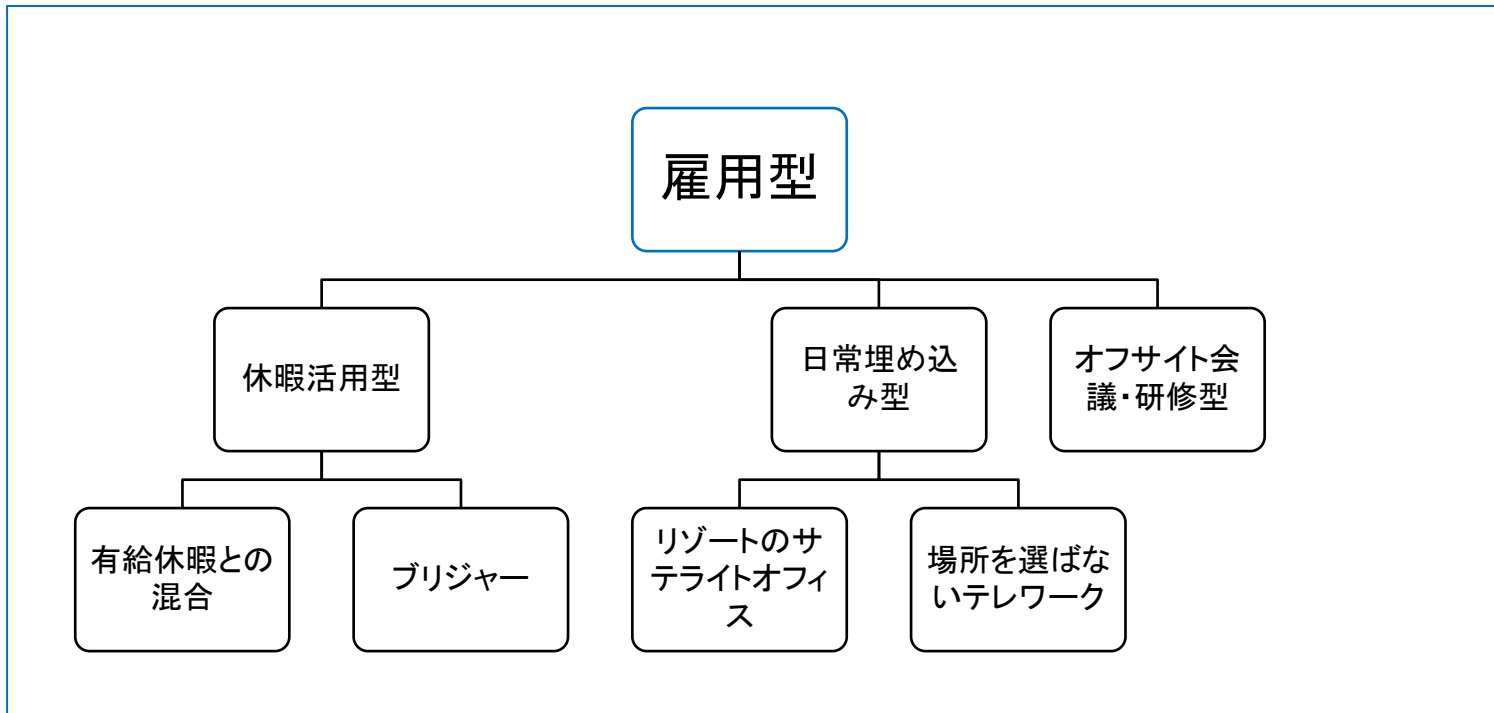 雇用型
休暇活用型
日常埋め込
み型
オフサイト会
議・研修型
有給休暇との
混合
ブリジャー
リゾートのサ
テライトオフィ
ス
場所を選ばな
いテレワーク